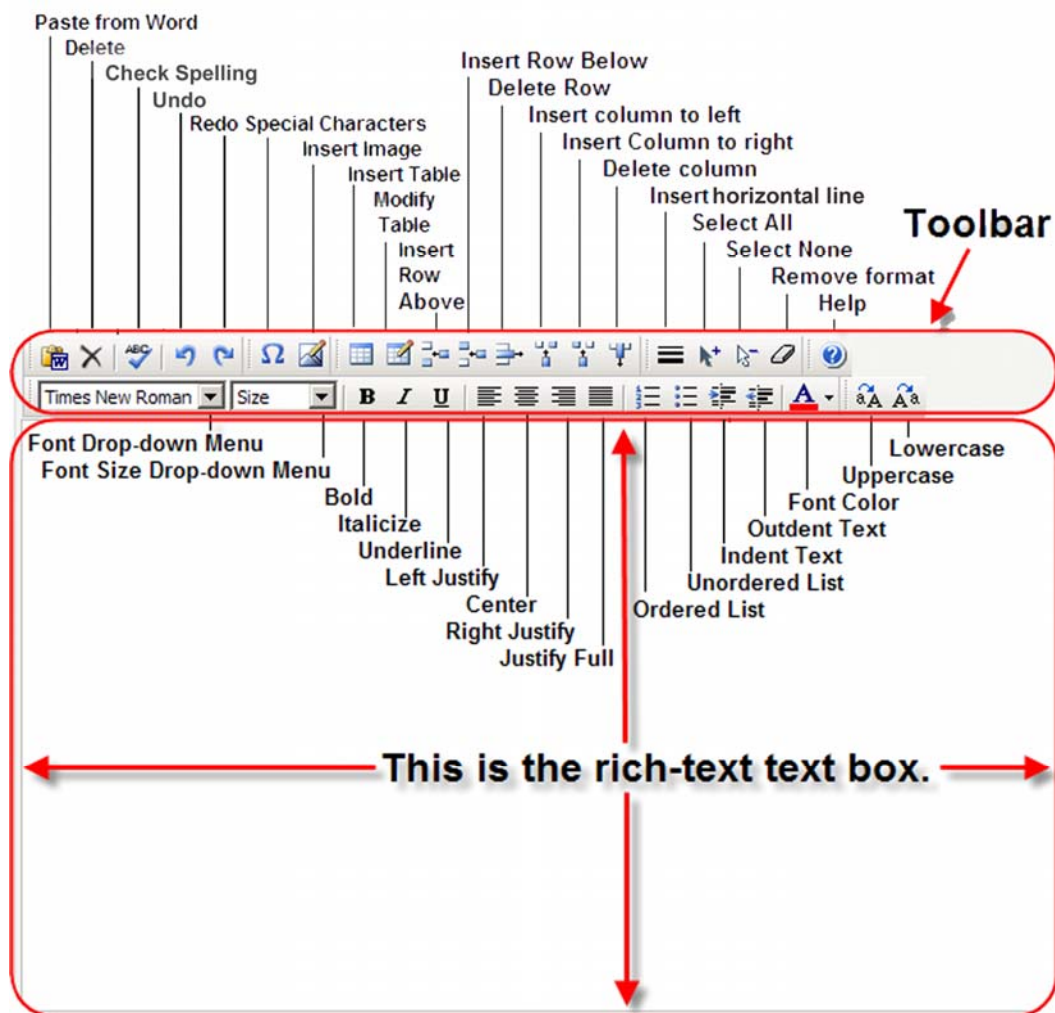 Paste from Word
Delete
Check Spelling
Undo
Redo Special Characters
Insert Image
Insert Table
Modify
Table
Insert
Row
Above
Insert Row Below
Delete Row
Insert column to left
Insert Column to right
Delete column
Insert horizontal line
Select All
Select None
Remove format
Help
Toolbar
W ABC Ω ?
Times New Roman Size B I U A aA Aa
Font Drop-down Menu
Font Size Drop-down Menu
Bold
Italicize
Underline
Left Justify
Center
Right Justify
Justify Full
Lowercase
Uppercase
Font Color
Outdent Text
Indent Text
Unordered List
Ordered List
This is the rich-text text box.